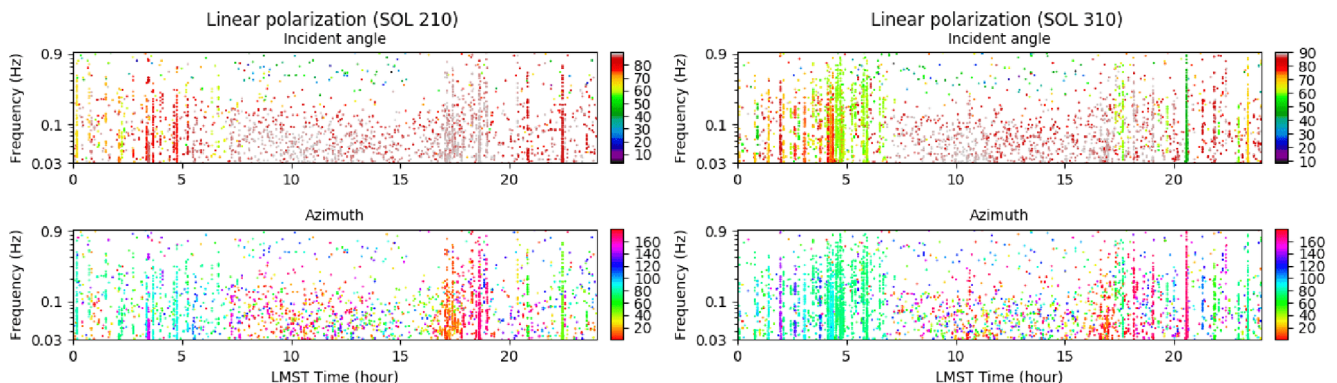 Linear polarization (SOL 210)
Incident angle
Frequency (Hz)
0.9
0.1
0.03
0 5 10 15 20
80
70
60
50
40
30
20
10
Azimuth
Frequency (Hz)
0.9
0.1
0.03
0 5 10 15 20
LMST Time (hour)
160
140
120
100
80
60
40
20
Linear polarization (SOL 310)
Incident angle
Frequency (Hz)
0.9
0.1
0.03
0 5 10 15 20
90
80
70
60
50
40
30
20
10
Azimuth
Frequency (Hz)
0.9
0.1
0.03
0 5 10 15 20
LMST Time (hour)
160
140
120
100
80
60
40
20